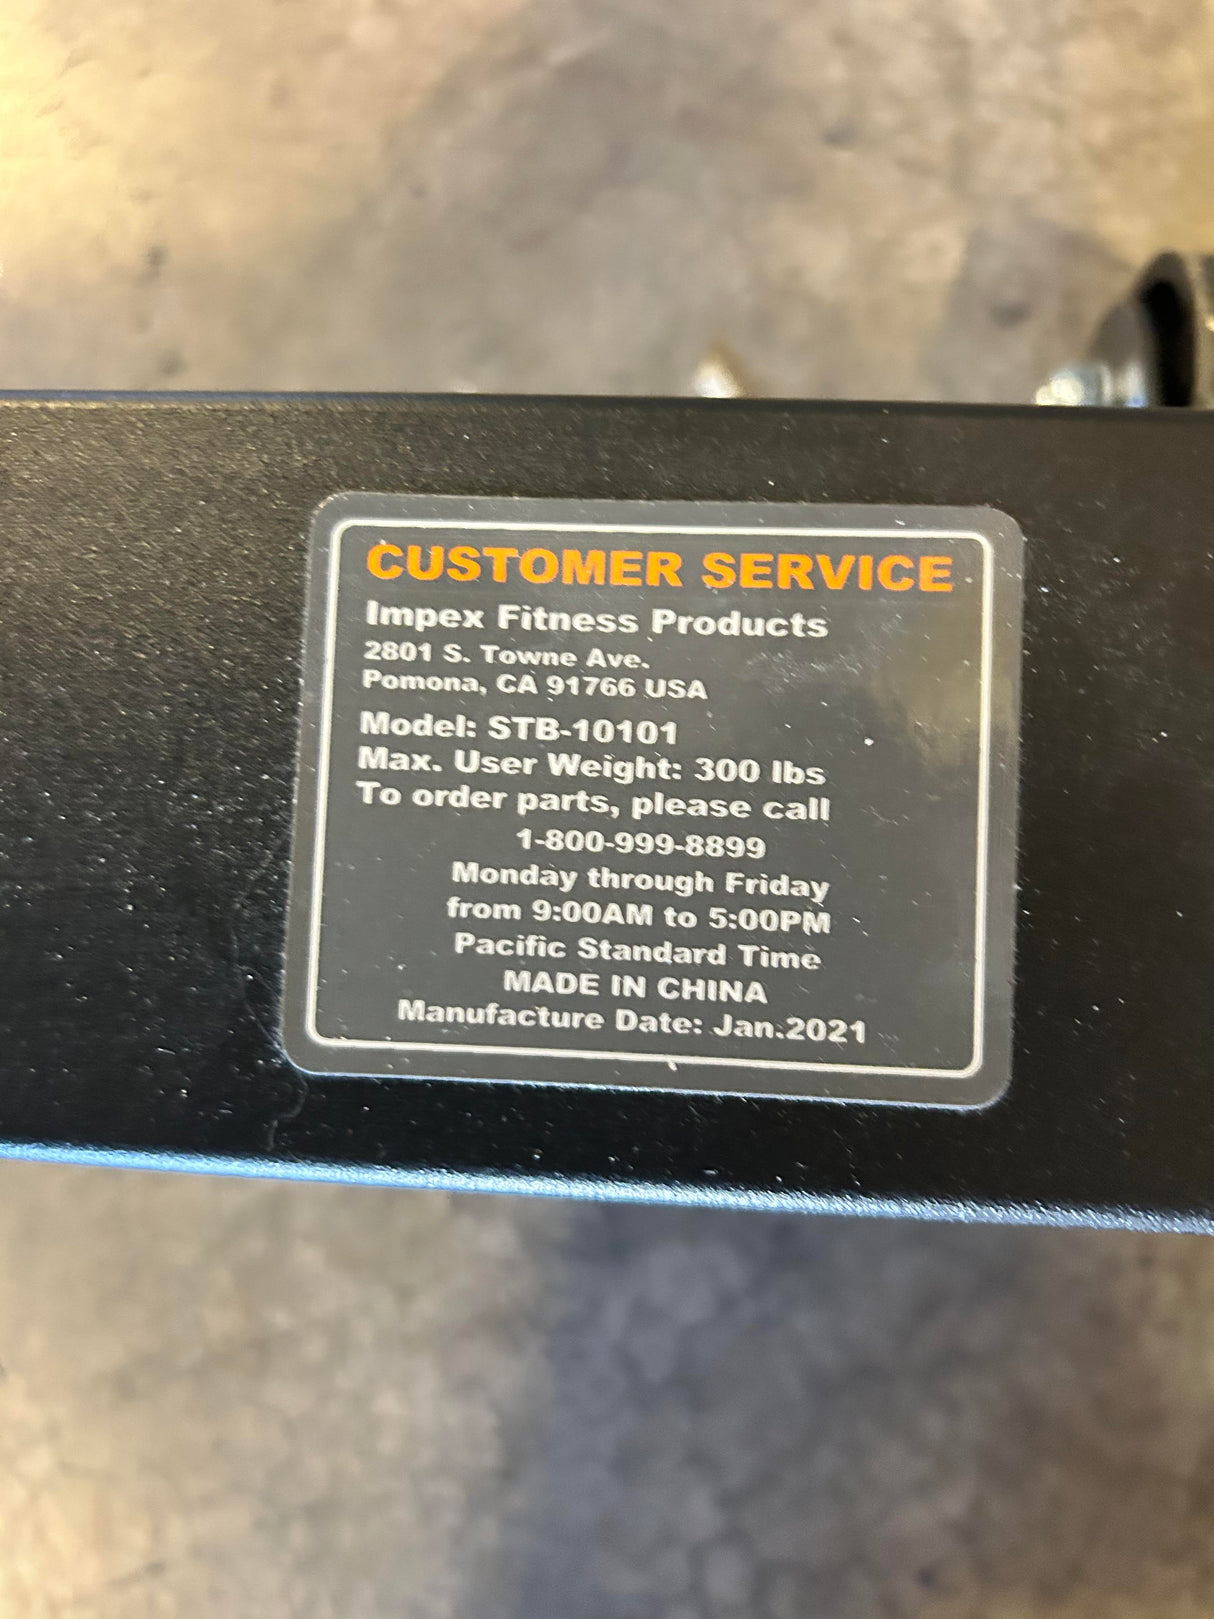 CUSTOMER SERVICE
Impex Fitness Products
2801 S. Towne Ave.
Pomona, CA 91766 USA
Model: STB-10101
Max. User Weight: 300 lbs
To order parts, please call
1-800-999-8899
Monday through Friday
from 9:00AM to 5:00PM
Pacific Standard Time
MADE IN CHINA
Manufacture Date: Jan.2021